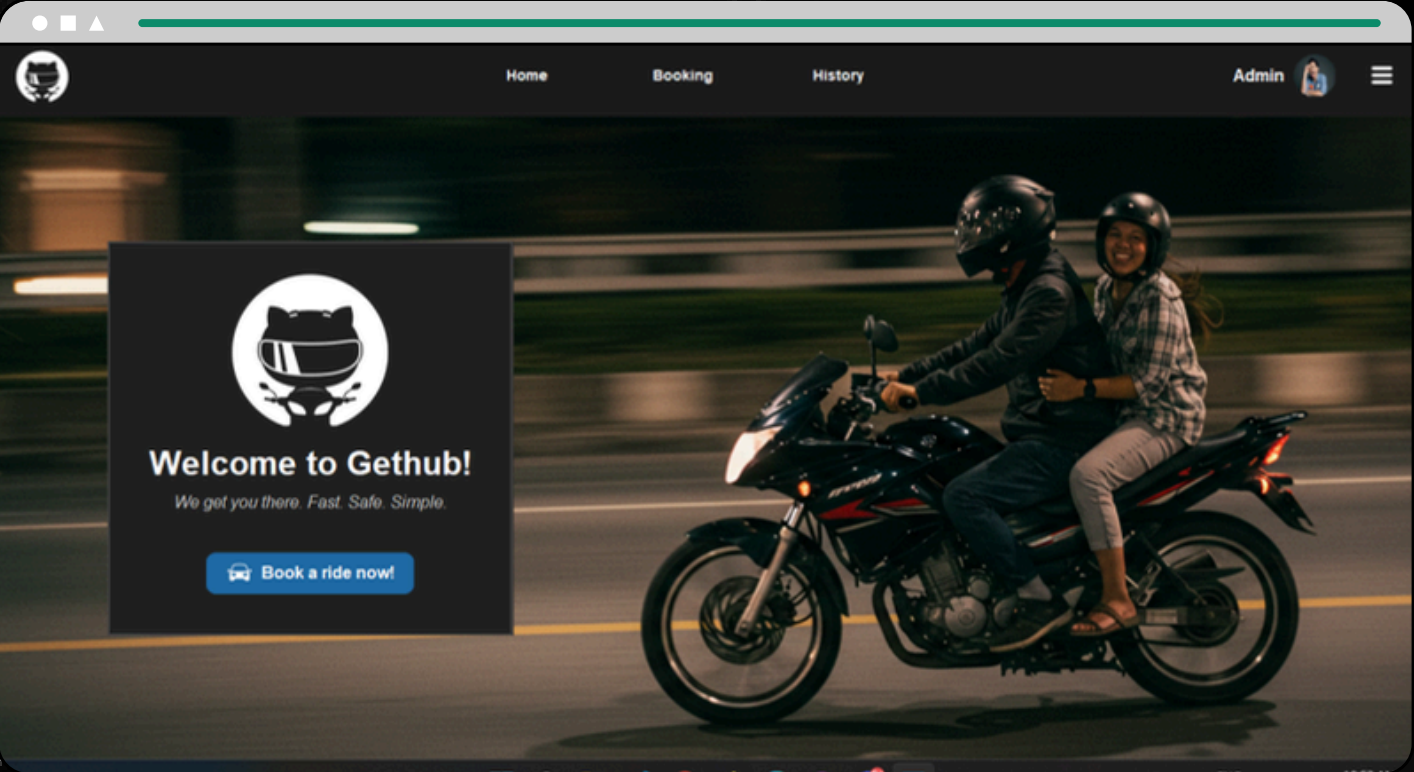 Home
Booking
History
Admin
Welcome to Gethub!
We get you there. Fast. Safe. Simple.
Book a ride now!